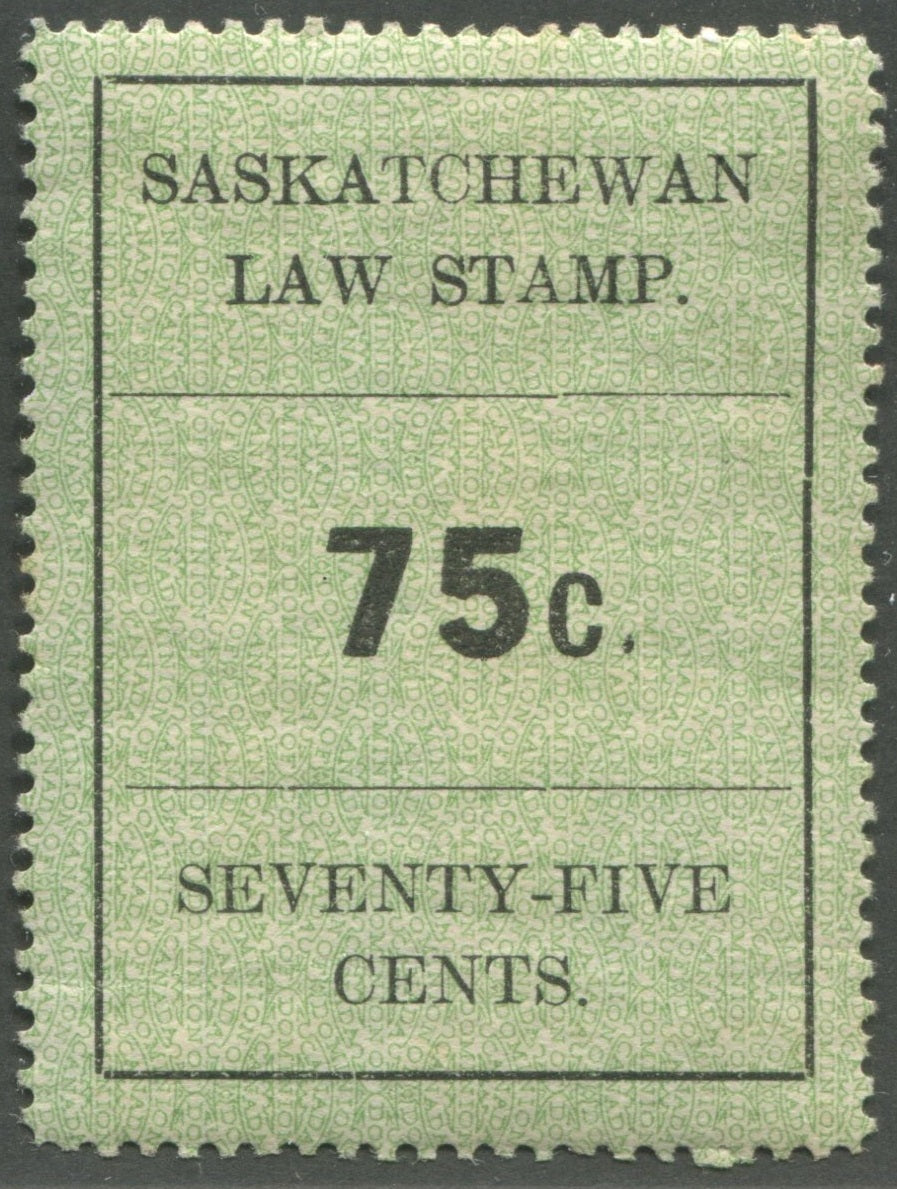 SASKATCHEWAN
LAW STAMP.
75c.
SEVENTY-FIVE
CENTS.